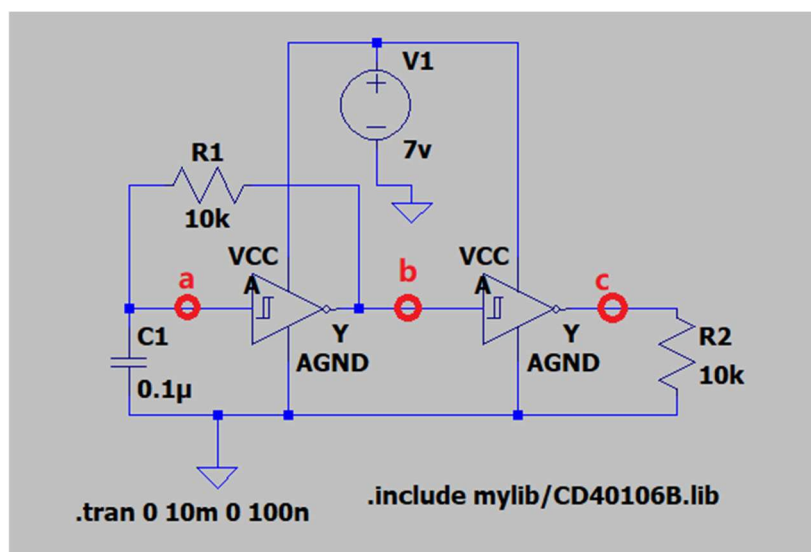 V1
7v
R1
10k
VCC
A
a
Y
AGND
b
VCC
A
c
Y
AGND
C1
0.1µ
R2
10k
.tran 0 10m 0 100n
.include mylib/CD40106B.lib